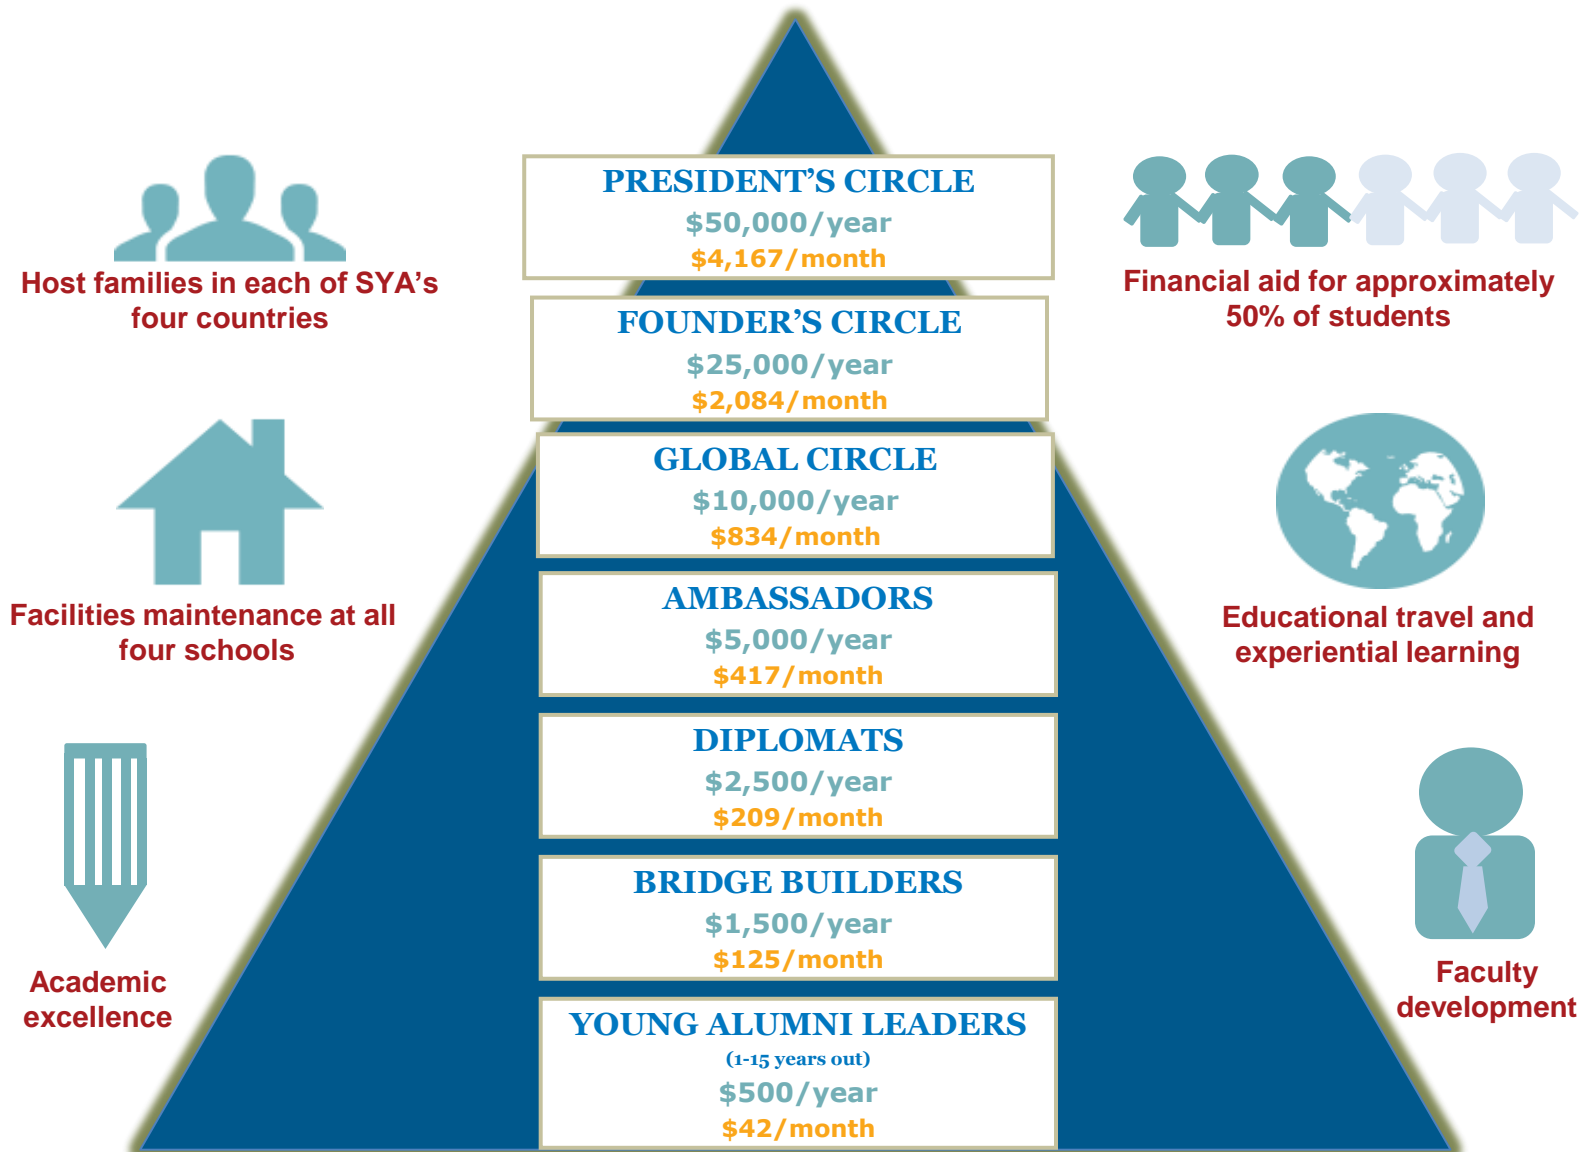 PRESIDENT’S CIRCLE
$50,000/year
$4,167/month
FOUNDER’S CIRCLE
$25,000/year
$2,084/month
GLOBAL CIRCLE
$10,000/year
$834/month
AMBASSADORS
$5,000/year
$417/month
DIPLOMATS
$2,500/year
$209/month
BRIDGE BUILDERS
$1,500/year
$125/month
YOUNG ALUMNI LEADERS
(1-15 years out)
$500/year
$42/month
Host families in each of SYA’s
four countries
Facilities maintenance at all
four schools
Academic
excellence
Financial aid for approximately
50% of students
Educational travel and
experiential learning
Faculty
development